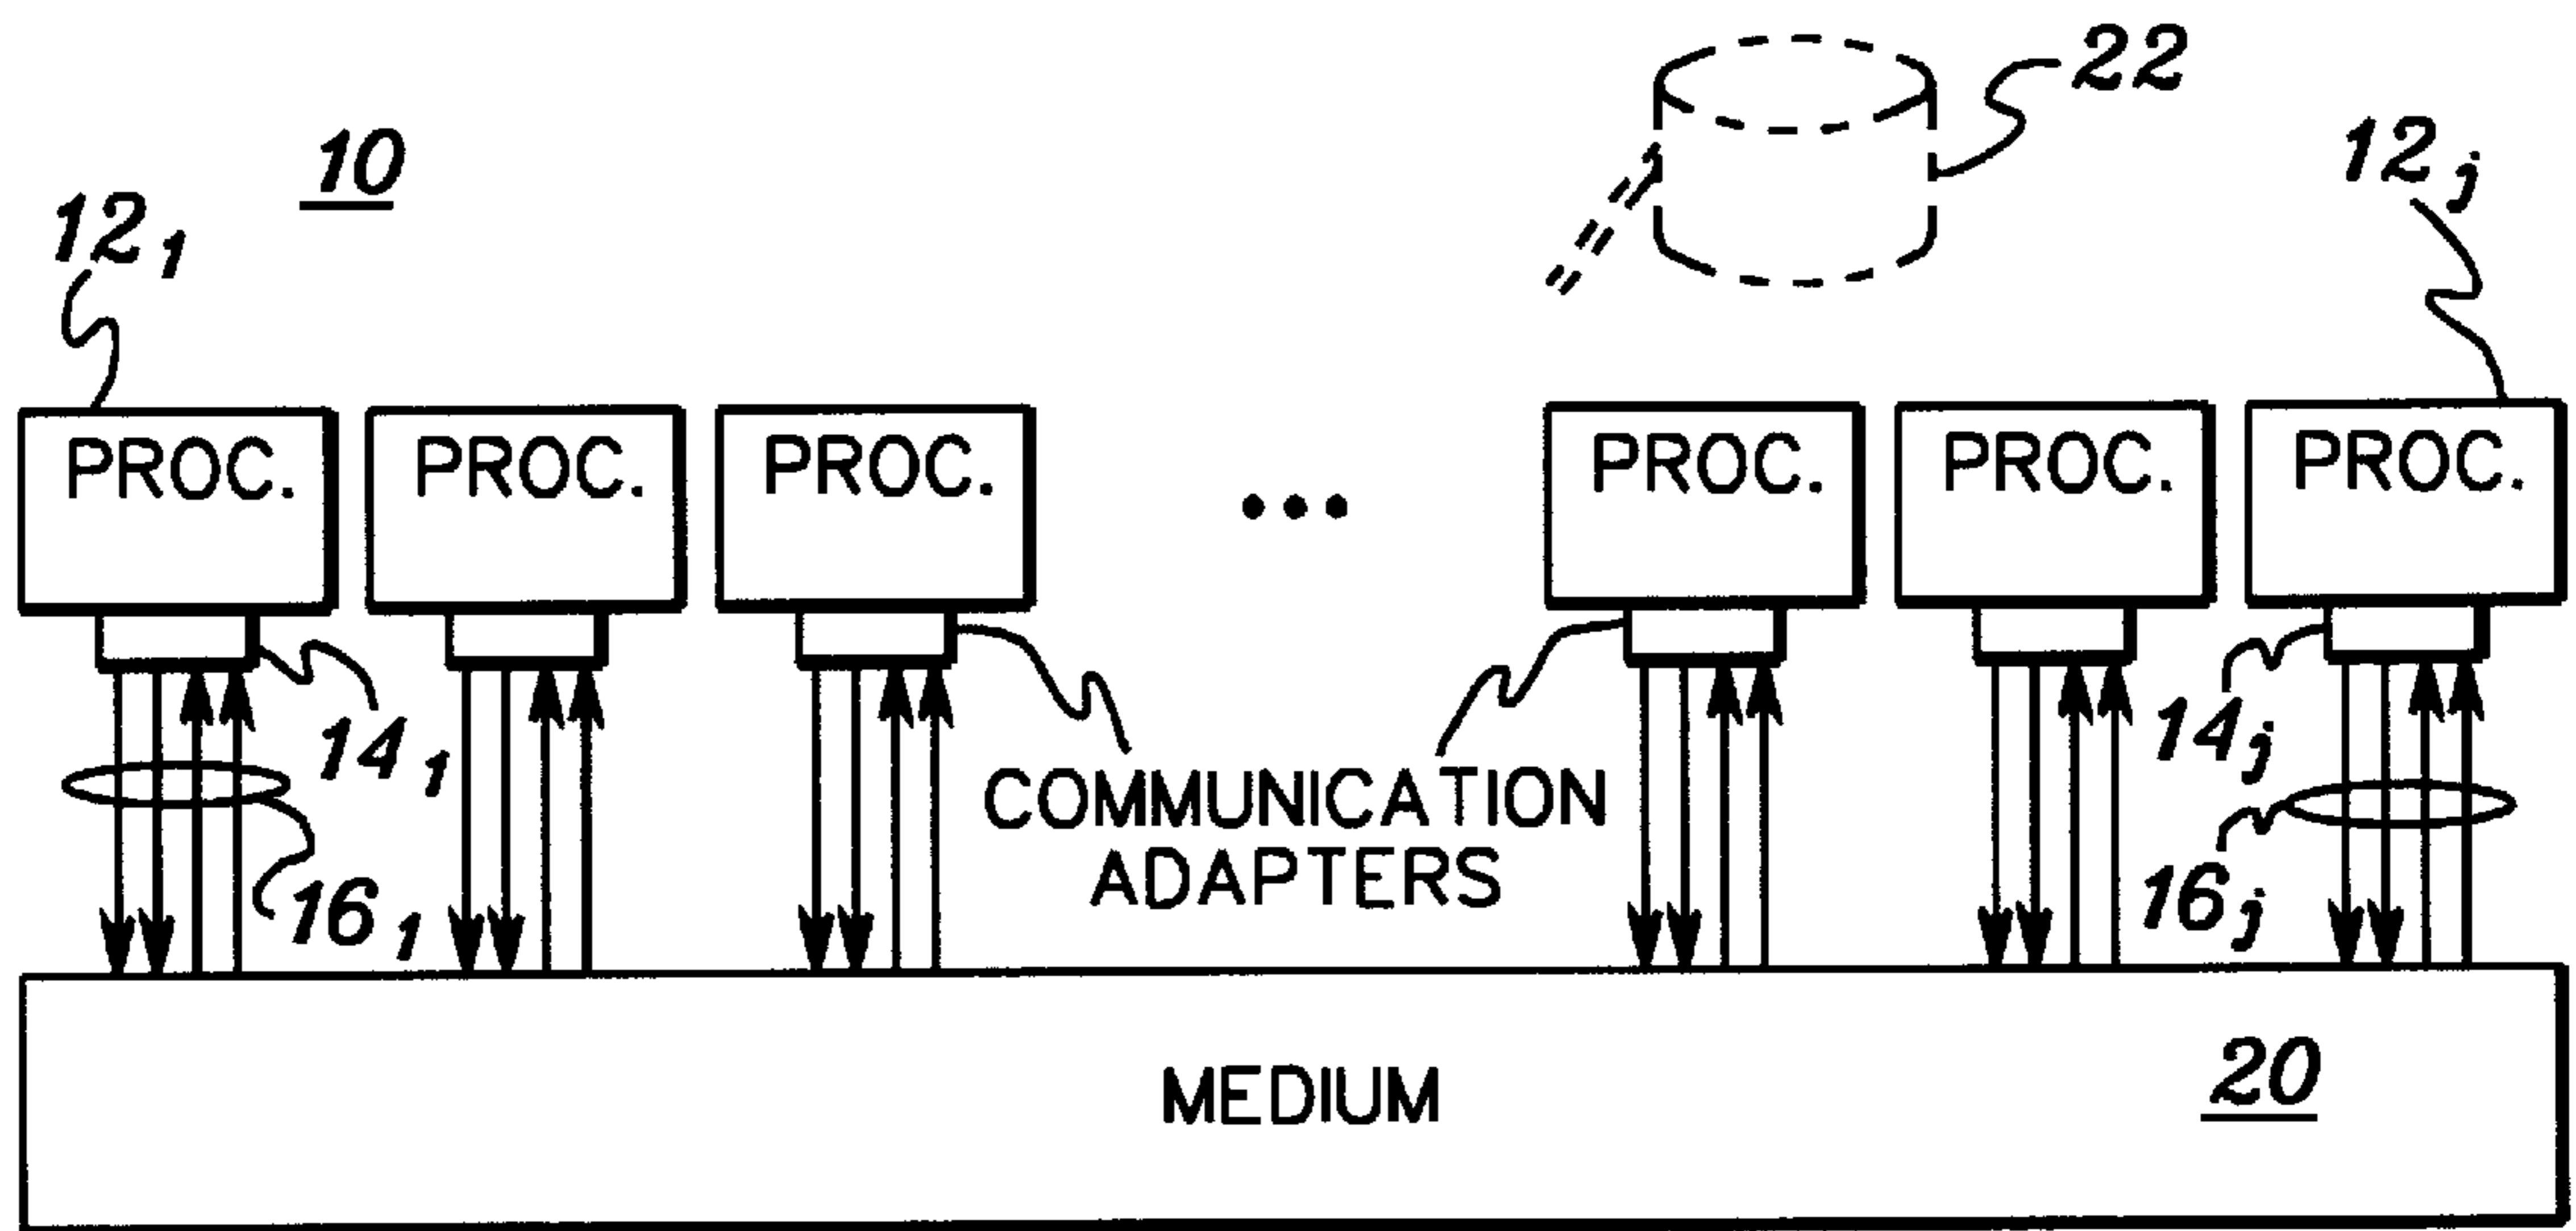 22
10
12j
121
PROC. PROC. PROC. ••• PROC. PROC. PROC.
141
14j
COMMUNICATION
ADAPTERS
161
16j
MEDIUM
20